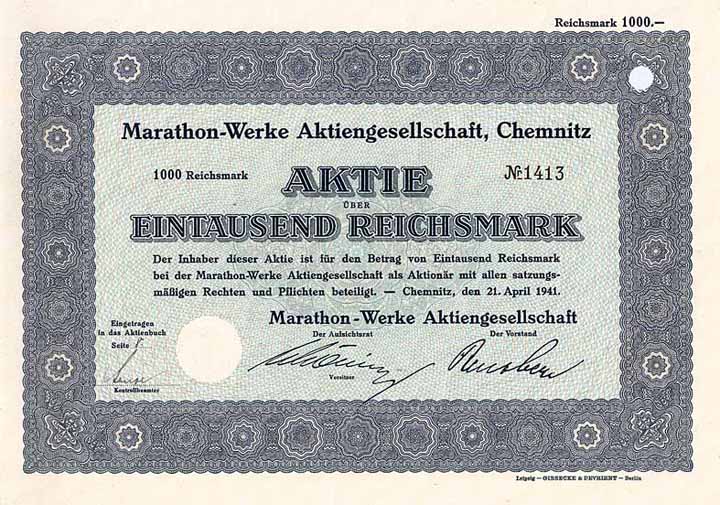 Reichsmark 1000.—
Marathon-Werke Aktiengesellschaft, Chemnitz
1000 Reichsmark AKTIE № 1413
ÜBER
EINTAUSEND REICHSMARK
Der Inhaber dieser Aktie ist für den Betrag von Eintausend Reichsmark
bei der Marathon-Werke Aktiengesellschaft als Aktionär mit allen satzungs-
mäßigen Rechten und Pflichten beteiligt. — Chemnitz, den 21. April 1941.
Marathon-Werke Aktiengesellschaft
Eingetragen
in das Aktienbuch
Seite
Kontrollbeamter
Der Aufsichtsrat
Vorsitzer
Der Vorstand
Leipzig — GIESECKE & DEVRIENT — Berlin